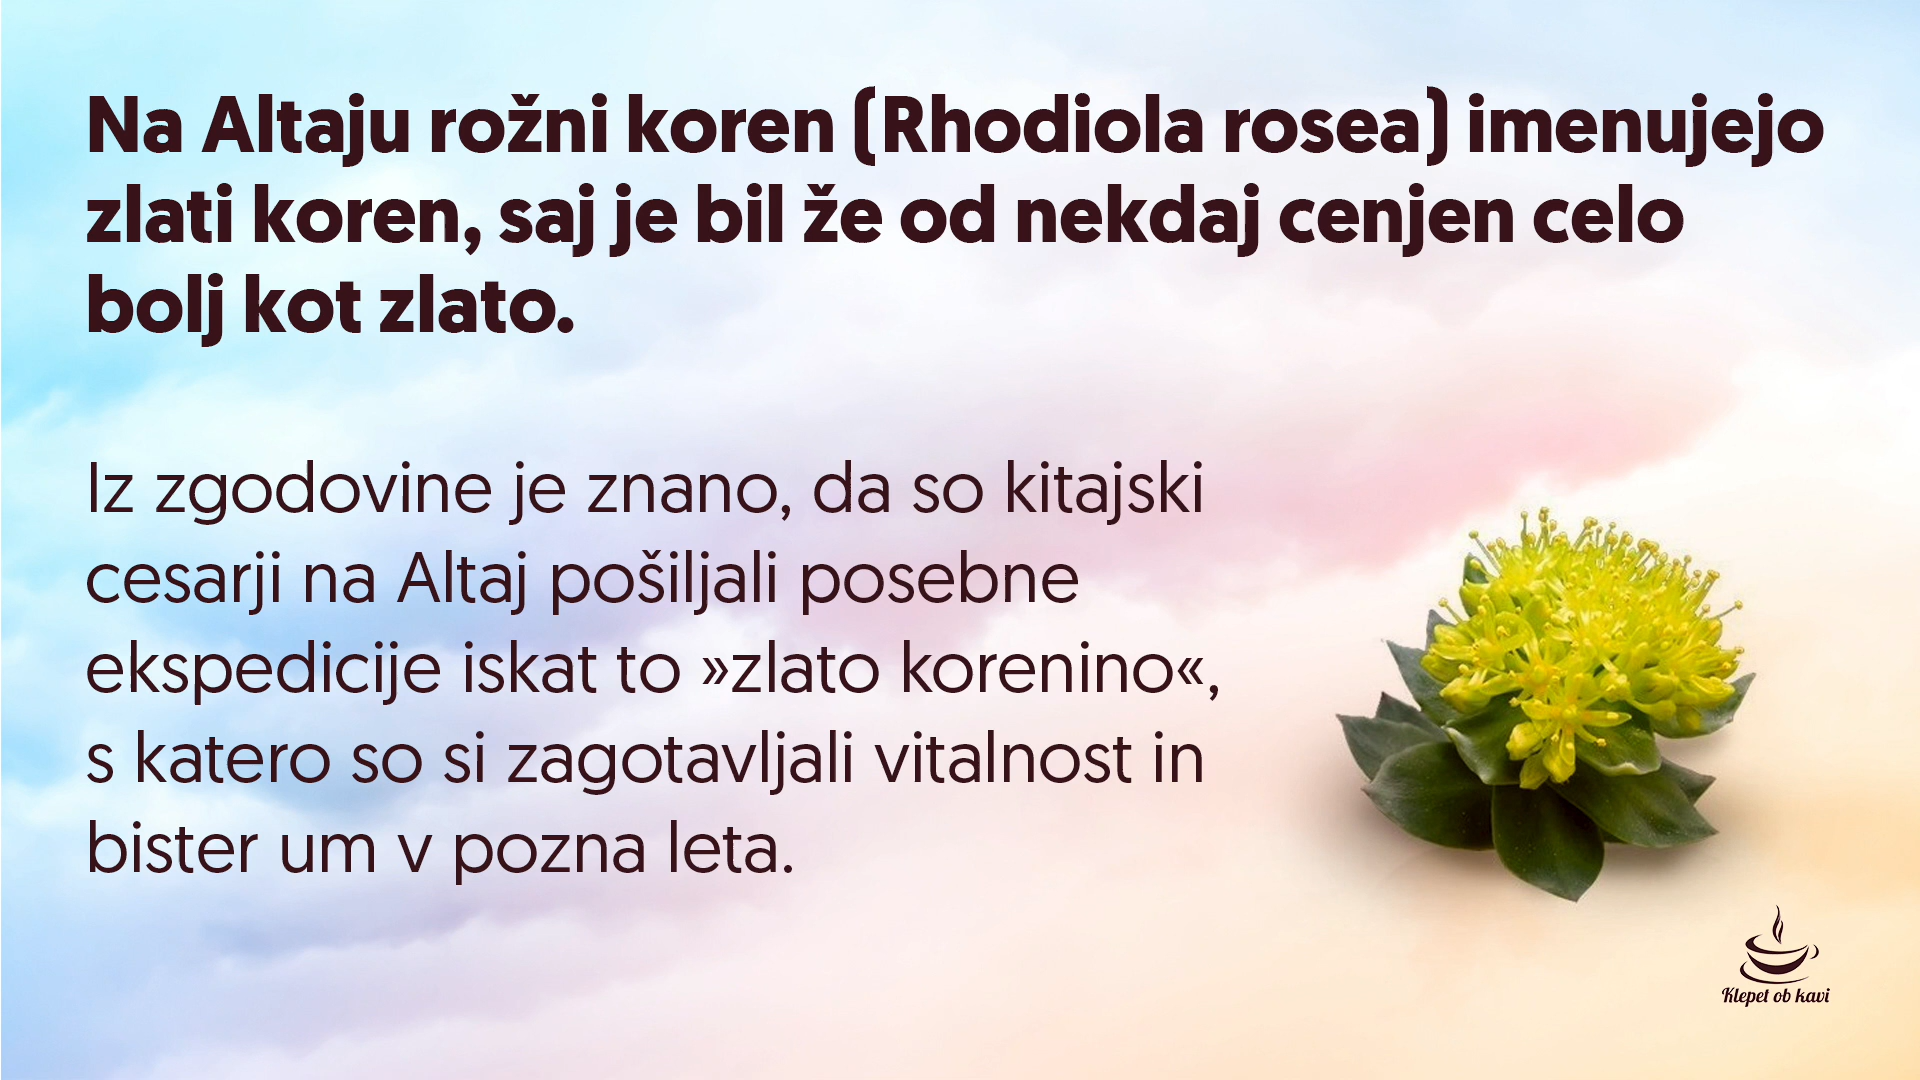 Na Altaju rožni koren (Rhodiola rosea) imenujejo
zlati koren, saj je bil že od nekdaj cenjen celo
bolj kot zlato.
Iz zgodovine je znano, da so kitajski
cesarji na Altaj pošiljali posebne
ekspedicije iskat to »zlato korenino«,
s katero so si zagotavljali vitalnost in
bister um v pozna leta.
Klepet ob kavi